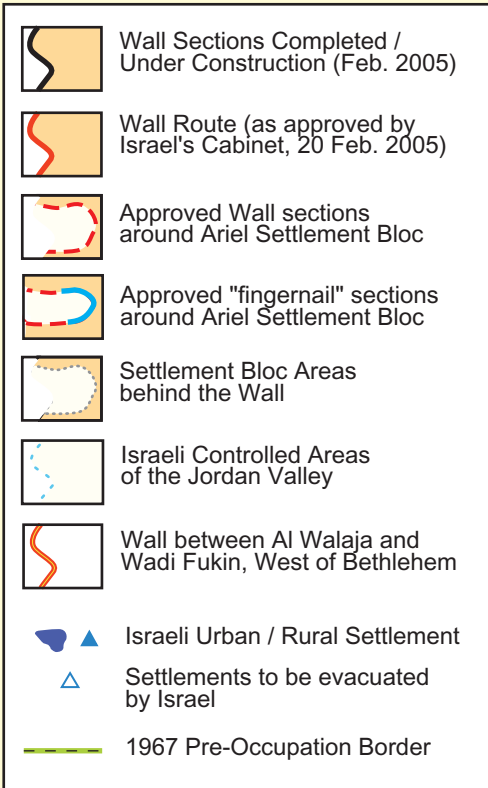 Wall Sections Completed /
Under Construction (Feb. 2005)
Wall Route (as approved by
Israel's Cabinet, 20 Feb. 2005)
Approved Wall sections
around Ariel Settlement Bloc
Approved "fingernail" sections
around Ariel Settlement Bloc
Settlement Bloc Areas
behind the Wall
Israeli Controlled Areas
of the Jordan Valley
Wall between Al Walaja and
Wadi Fukin, West of Bethlehem
Israeli Urban / Rural Settlement
Settlements to be evacuated
by Israel
1967 Pre-Occupation Border